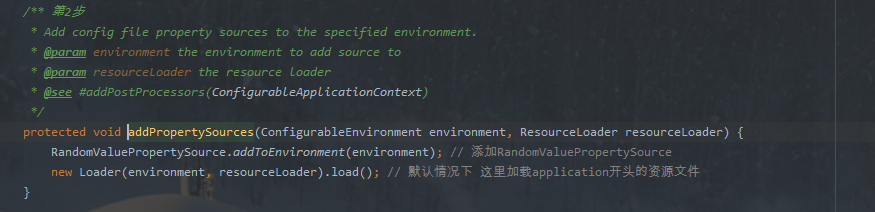 /** 第2步
* Add config file property sources to the specified environment.
* @param environment the environment to add source to
* @param resourceLoader the resource loader
* @see #addPostProcessors(ConfigurableApplicationContext)
*/
protected void addPropertySources(ConfigurableEnvironment environment, ResourceLoader resourceLoader) {
RandomValuePropertySource.addToEnvironment(environment); // 添加RandomValuePropertySource
new Loader(environment, resourceLoader).load(); // 默认情况下 这里加载application开头的资源文件
}